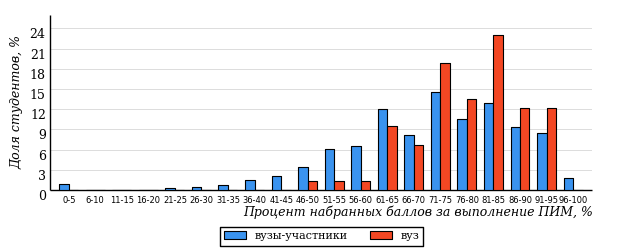 Доля студентов, %
24
21
18
15
12
9
6
3
0
0-5 6-10 11-15 16-20 21-25 26-30 31-35 36-40 41-45 46-50 51-55 56-60 61-65 66-70 71-75 76-80 81-85 86-90 91-95 96-100
Процент набранных баллов за выполнение ПИМ, %
вузы-участники вуз